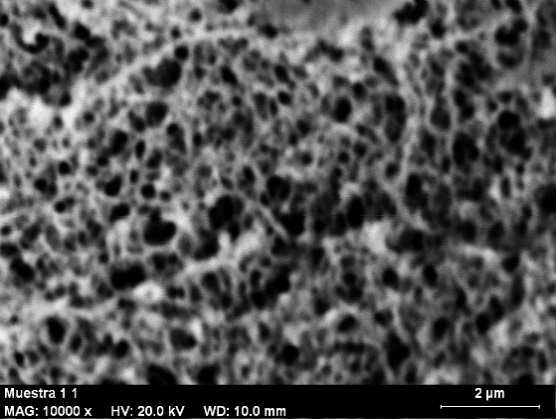 Muestra 1 1
2 µm
MAG: 10000 x HV: 20.0 kV WD: 10.0 mm